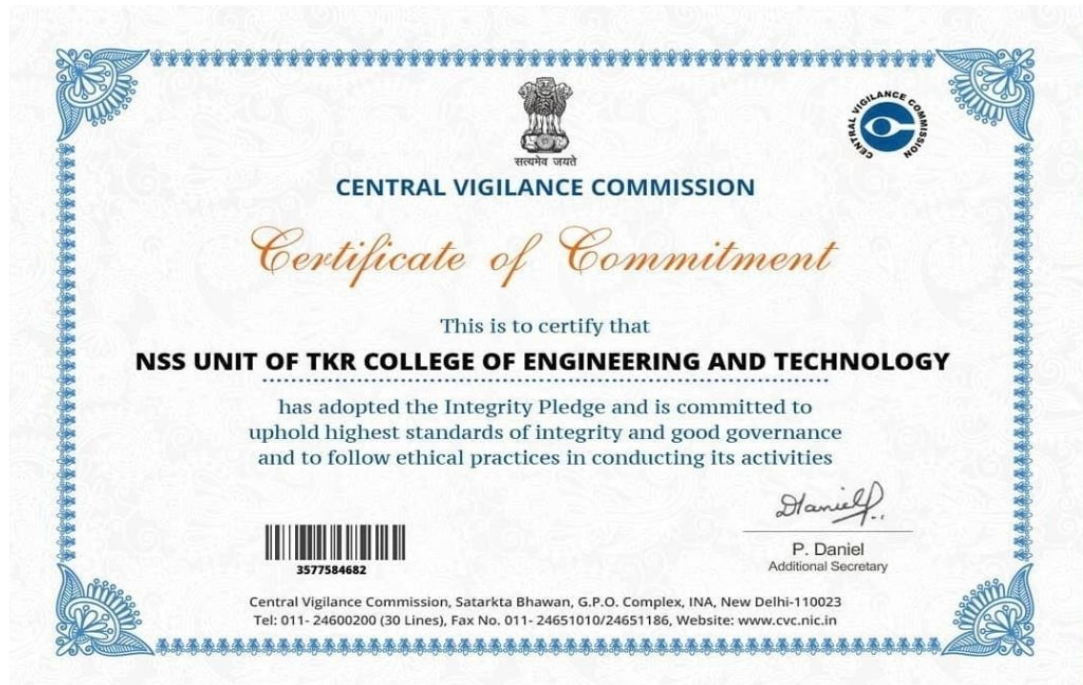 सत्यमेव जयते
CENTRAL VIGILANCE COMMISSION
CENTRAL VIGILANCE COMMISSION
Certificate of Commitment
This is to certify that
NSS UNIT OF TKR COLLEGE OF ENGINEERING AND TECHNOLOGY
has adopted the Integrity Pledge and is committed to
uphold highest standards of integrity and good governance
and to follow ethical practices in conducting its activities
DanielP.
P. Daniel
Additional Secretary
3577584682
Central Vigilance Commission, Satarkta Bhawan, G.P.O. Complex, INA, New Delhi-110023
Tel: 011- 24600200 (30 Lines), Fax No. 011- 24651010/24651186, Website: www.cvc.nic.in